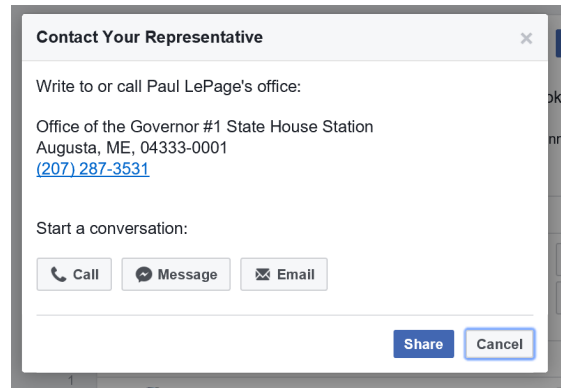 Contact Your Representative
Write to or call Paul LePage's office:
Office of the Governor #1 State House Station
Augusta, ME, 04333-0001
(207) 287-3531
Start a conversation:
Call Message Email
Share Cancel
1